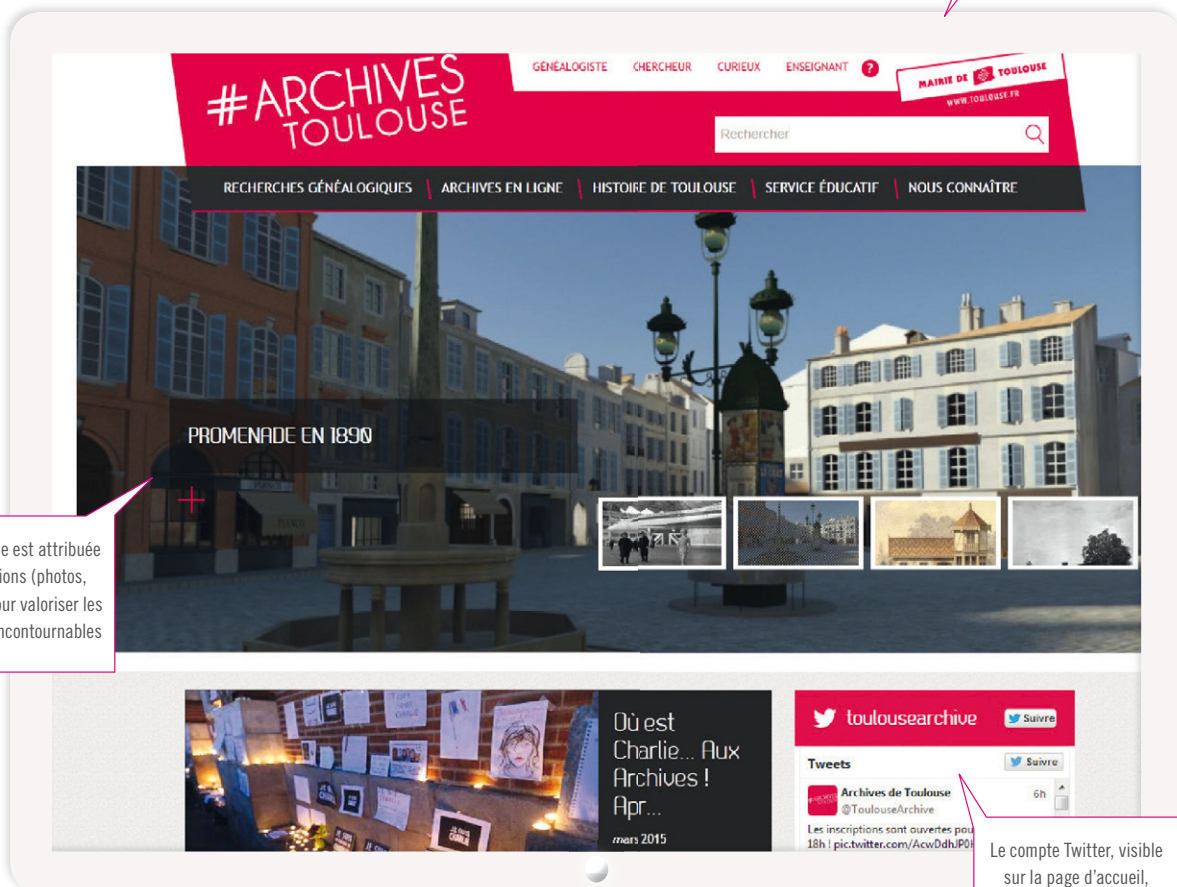 GÉNÉALOGISTE CHERCHEUR CURIEUX ENSEIGNANT ?
MAIRIE DE TOULOUSE
WWW.TOULOUSE.FR
#ARCHIVES
TOULOUSE
Rechercher
RECHERCHES GÉNÉALOGIQUES \ ARCHIVES EN LIGNE \ HISTOIRE DE TOULOUSE \ SERVICE ÉDUCATIF \ NOUS CONNAÎTRE
PROMENADE EN 1890
e est attribuée
ions (photos,
our valoriser les
ncontournables
Où est
Charlie... Aux
Archives !
Apr...
mars 2015
toulousearchive
Suivre
Tweets
Suivre
Archives de Toulouse 6h
@ToulouseArchive
Les inscriptions sont ouvertes pou
18h ! pic.twitter.com/AcwDdhJP0
Le compte Twitter, visible
sur la page d'accueil,